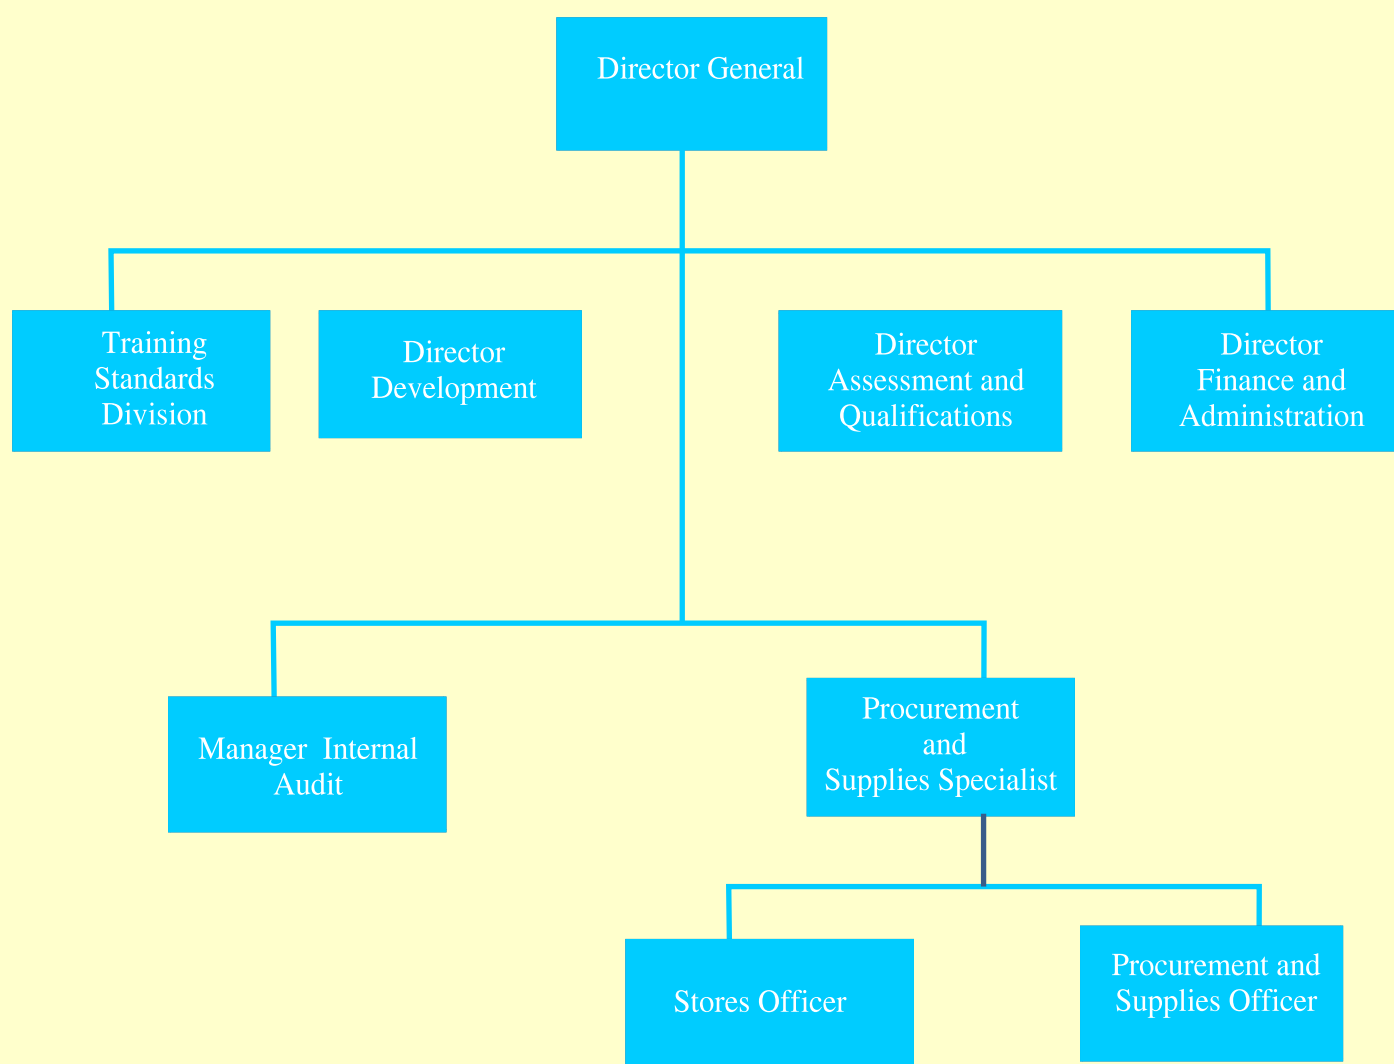 Director General
Training
Standards
Division
Director
Development
Director
Assessment and
Qualifications
Director
Finance and
Administration
Manager  Internal
Audit
Procurement
and
Supplies Specialist
Stores Officer
Procurement and
Supplies Officer